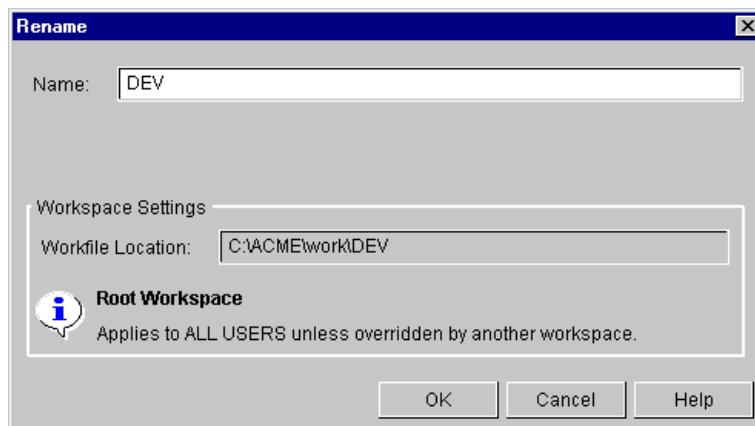 Rename
Name: DEV
Workspace Settings
Workfile Location: C:\ACME\work\DEV
Root Workspace
Applies to ALL USERS unless overridden by another workspace.
OK Cancel Help